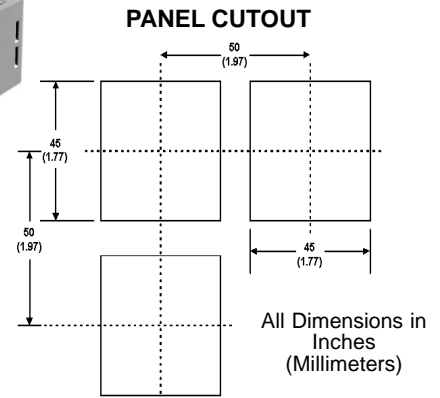 PANEL CUTOUT
50
(1.97)
45
(1.77)
50
(1.97)
45
(1.77)
All Dimensions in
Inches
(Millimeters)